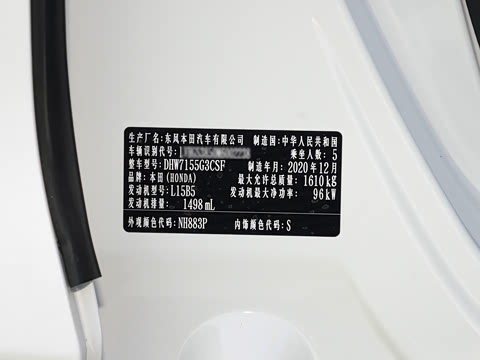 生产厂名:东风本田汽车有限公司 制造国:中华人民共和国
车辆识别代号: 乘坐人数:5
整车型号:DHW7155G3CSF 制造年月:2020年12月
品牌:本田(HONDA) 最大允许总质量:1610kg
发动机型号:L15B5 发动机最大净功率:96kW
发动机排量:1498mL
外观颜色代码:NH883P 内饰颜色代码:S